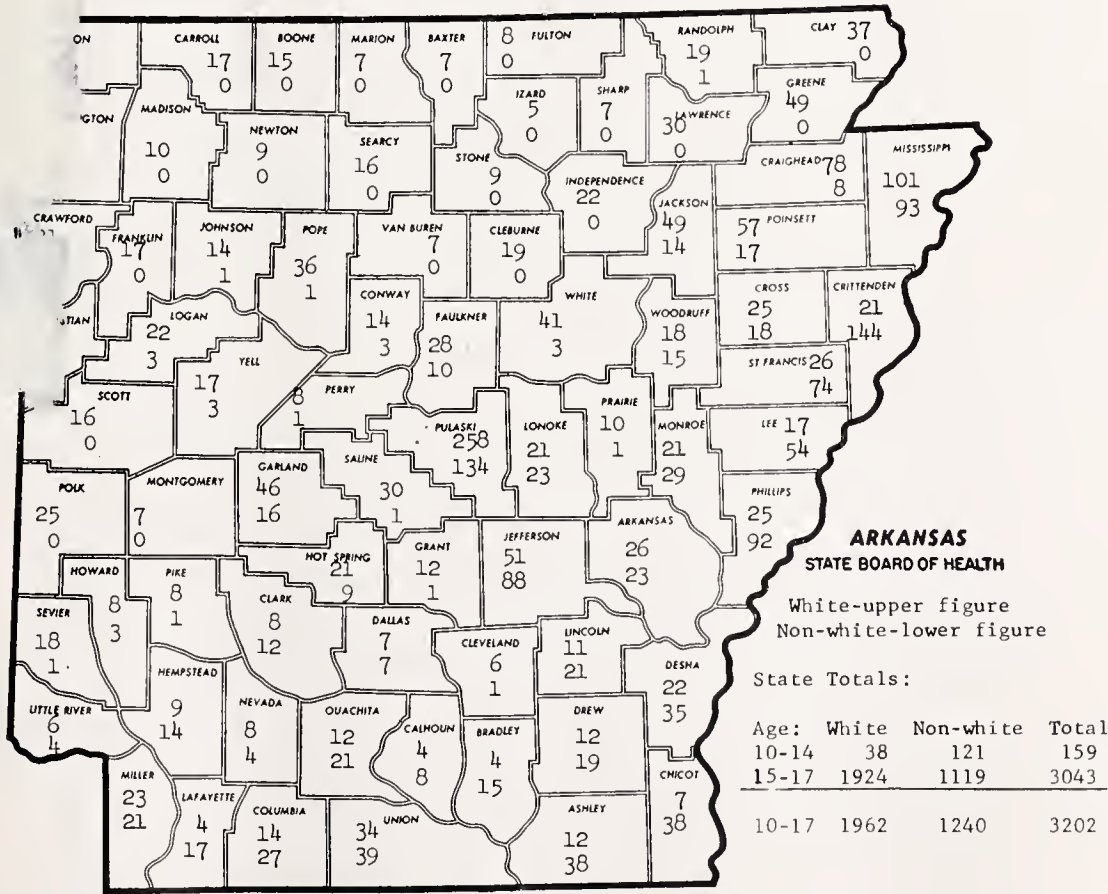 ON
CARROLL
17
0
BOONE
15
0
MARION
7
0
BAXTER
7
0
8 FULTON
0
RANDOLPH
19
1
CLAY 37
0
GREENE
49
0
IZARD
5
0
SHARP
7
0
LAWRENCE
30
0
MISSISSIPPI
101
93
NGTON
MADISON
10
0
NEWTON
9
0
SEARCY
16
0
STONE
9
0
INDEPENDENCE
22
0
JACKSON
49
14
CRAIGHEAD 78
8
57 POINSETT
17
CRAWFORD
FRANKLIN
17
0
JOHNSON
14
1
POPE
36
1
VAN BUREN
7
0
CLEBURNE
19
0
WHITE
41
3
WOODRUFF
18
15
CROSS
25
18
CRITTENDEN
21
144
STIAN
LOGAN
22
3
CONWAY
14
3
FAULKNER
28
10
ST FRANCIS 26
74
SCOTT
16
0
YELL
17
3
PERRY
8
1
PULASKI
258
134
LONOKE
21
23
PRAIRIE
10
1
MONROE
21
29
LEE 17
54
PHILLIPS
25
92
POLK
25
0
MONTGOMERY
7
0
GARLAND
46
16
SALINE
30
1
HOT SPRING
21
9
GRANT
12
1
JEFFERSON
51
88
ARKANSAS
26
23
HOWARD
8
3
PIKE
8
1
CLARK
8
12
DALLAS
7
7
CLEVELAND
6
1
LINCOLN
11
21
DESHA
22
35
SEVIER
18
1
LITTLE RIVER
6
4
HEMPSTEAD
9
14
NEVADA
8
4
OUACHITA
12
21
CALHOUN
4
8
BRADLEY
4
15
DREW
12
19
MILLER
23
21
LAFAYETTE
4
17
COLUMBIA
14
27
UNION
34
39
ASHLEY
12
38
CHICOT
7
38
ARKANSAS
STATE BOARD OF HEALTH
White-upper figure
Non-white-lower figure
State Totals:
Age: White Non-white Total
10-14 38 121 159
15-17 1924 1119 3043
10-17 1962 1240 3202